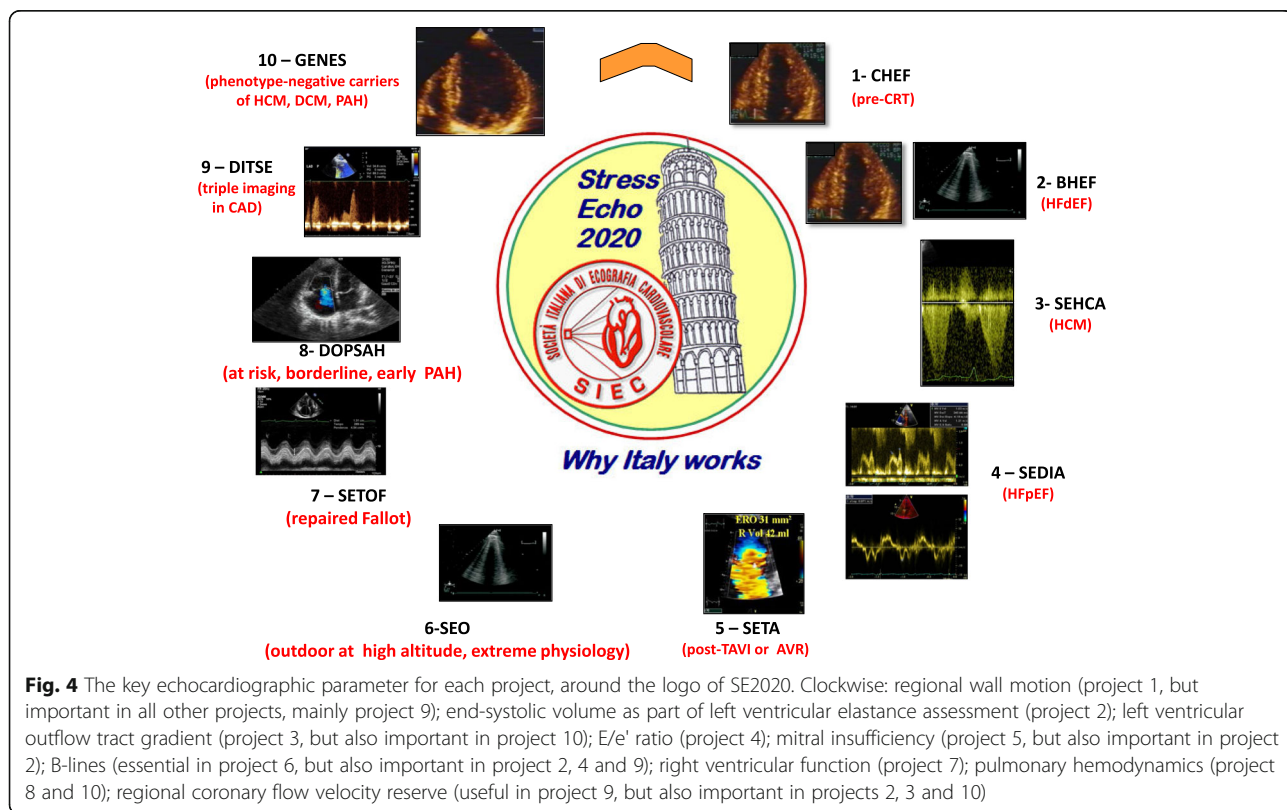 10 – GENES
(phenotype-negative carriers
of HCM, DCM, PAH)
1- CHEF
(pre-CRT)
9 – DITSE
(triple imaging
in CAD)
2- BHEF
(HFdEF)
Stress
Echo
2020
SOCIETÀ ITALIANA DI ECOGRAFIA CARDIOVASCOLARE
SIEC
3- SEHCA
(HCM)
8- DOPSAH
(at risk, borderline, early PAH)
Why Italy works
4 – SEDIA
(HFpEF)
7 – SETOF
(repaired Fallot)
ERO 31 mm²
R Vol 42 ml
6-SEO
(outdoor at high altitude, extreme physiology)
5 – SETA
(post-TAVI or AVR)
Fig. 4 The key echocardiographic parameter for each project, around the logo of SE2020. Clockwise: regional wall motion (project 1, but
important in all other projects, mainly project 9); end-systolic volume as part of left ventricular elastance assessment (project 2); left ventricular
outflow tract gradient (project 3, but also important in project 10); E/e' ratio (project 4); mitral insufficiency (project 5, but also important in project
2); B-lines (essential in project 6, but also important in project 2, 4 and 9); right ventricular function (project 7); pulmonary hemodynamics (project
8 and 10); regional coronary flow velocity reserve (useful in project 9, but also important in projects 2, 3 and 10)